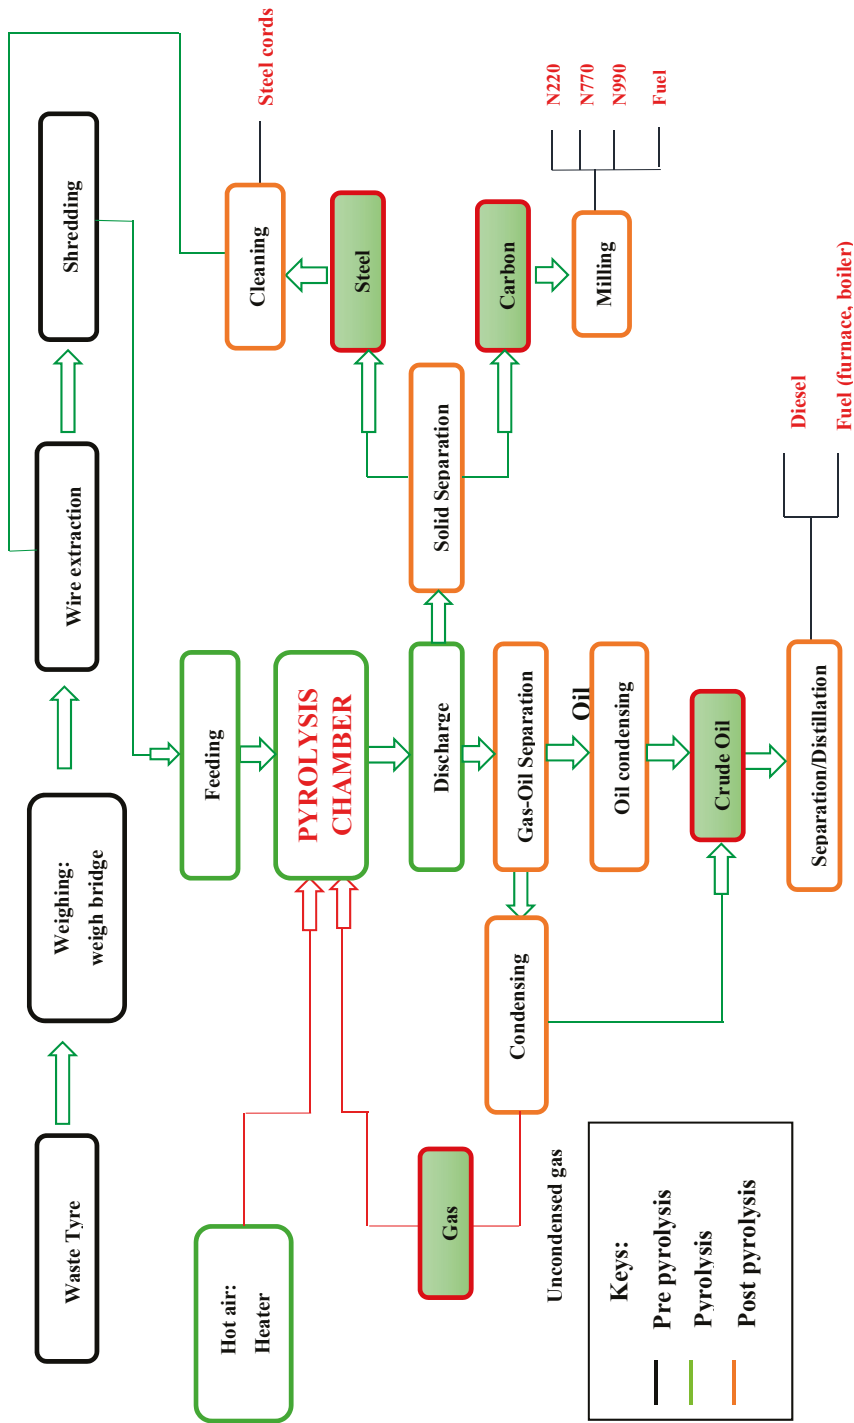 Waste Tyre
Weighing:
weigh bridge
Wire extraction
Shredding
Hot air:
Heater
Feeding
PYROLYSIS
CHAMBER
Cleaning
Steel cords
Steel
Gas
Discharge
Solid Separation
Uncondensed gas
Condensing
Gas-Oil Separation
Carbon
Oil
Oil condensing
Milling
N220
N770
N990
Fuel
Crude Oil
Separation/Distillation
Diesel
Fuel (furnace, boiler)
Keys:
Pre pyrolysis
Pyrolysis
Post pyrolysis